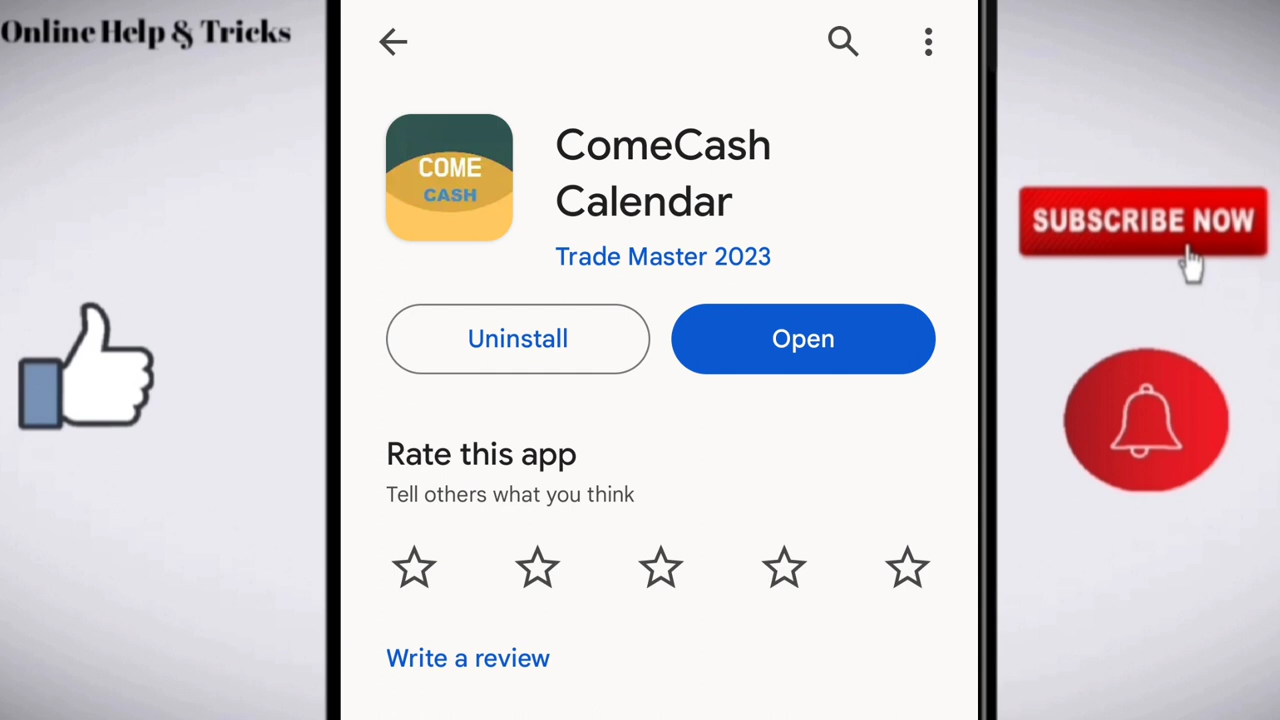 Online Help & Tricks
COME
CASH
ComeCash
Calendar
Trade Master 2023
Uninstall
Open
SUBSCRIBE NOW
Rate this app
Tell others what you think
Write a review